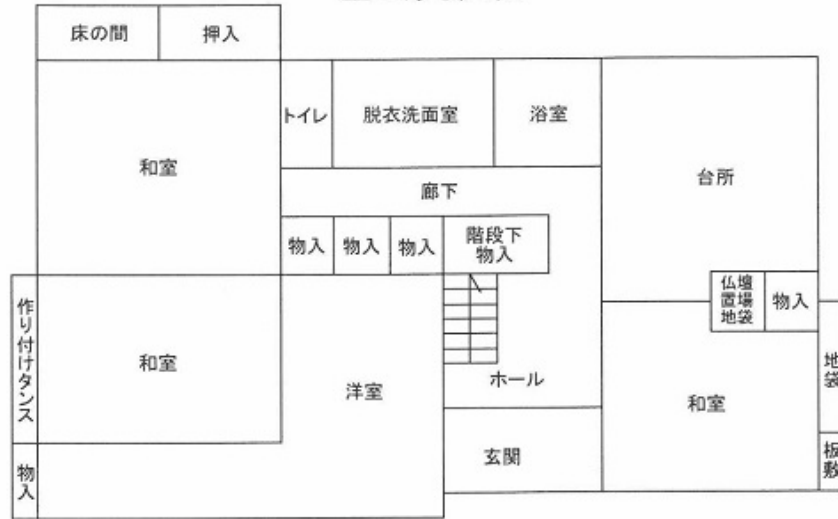 床の間
押入
トイレ
脱衣洗面室
浴室
和室
台所
廊下
物入
物入
物入
階段下
物入
仏壇
置場
地袋
物入
作り付けタンス
和室
洋室
ホール
和室
地袋
玄関
物入
板敷